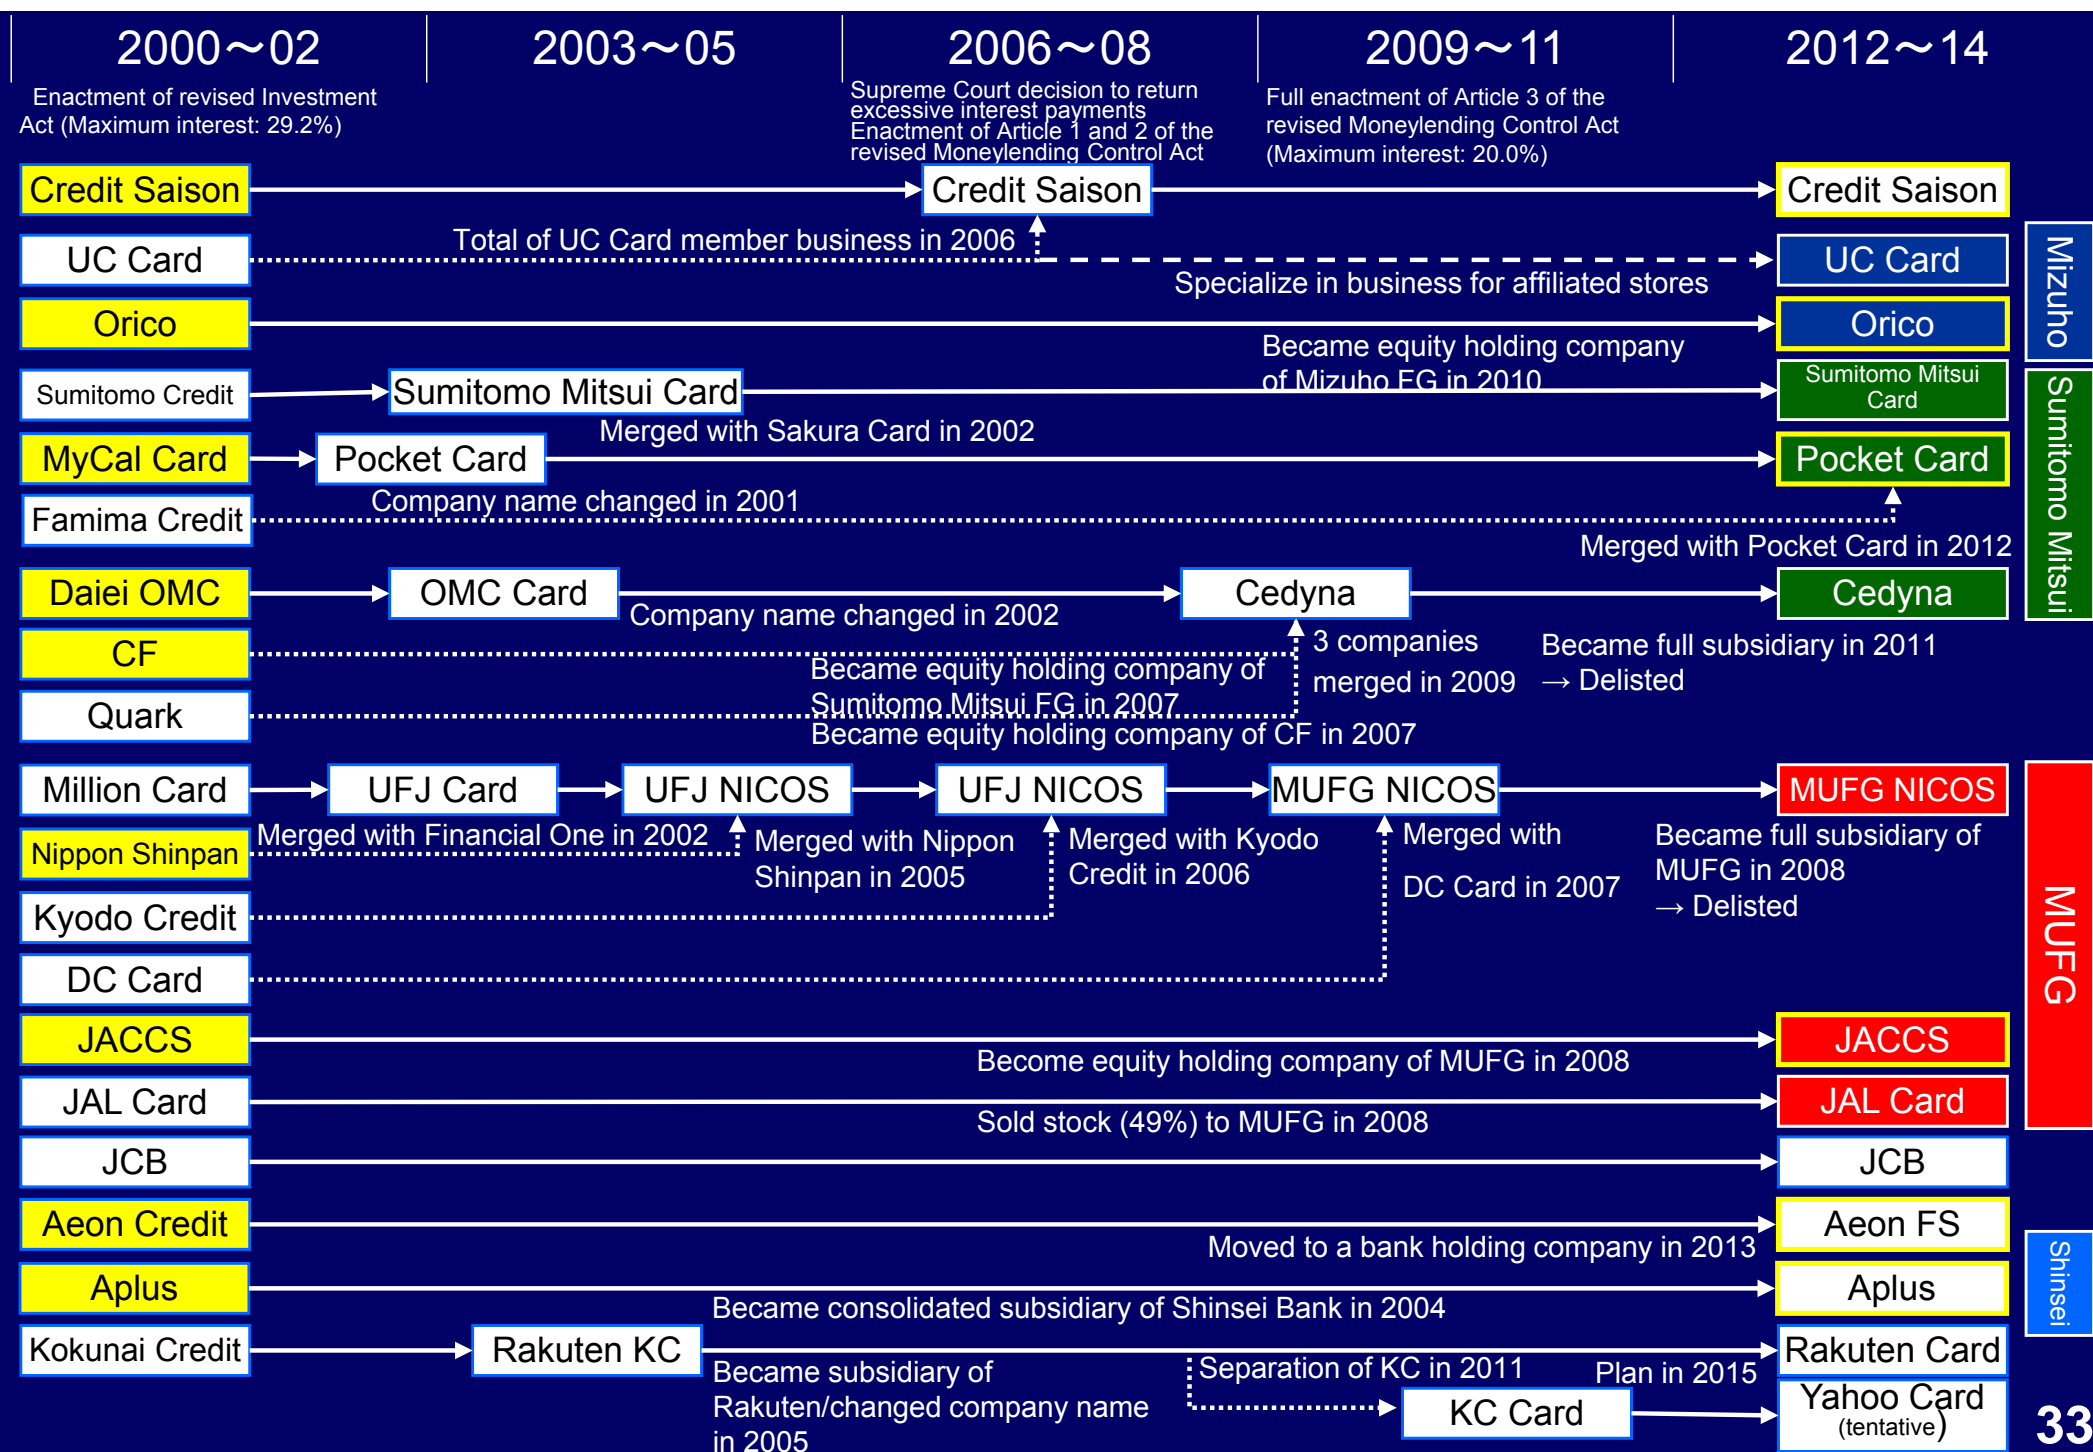 2000～02
2003～05
2006～08
2009～11
2012～14
Enactment of revised Investment
Act (Maximum interest: 29.2%)
Supreme Court decision to return
excessive interest payments
Enactment of Article 1 and 2 of the
revised Moneylending Control Act
Full enactment of Article 3 of the
revised Moneylending Control Act
(Maximum interest: 20.0%)
Credit Saison
Credit Saison
Credit Saison
UC Card
Total of UC Card member business in 2006
UC Card
Specialize in business for affiliated stores
Mizuho
Orico
Orico
Became equity holding company
of Mizuho FG in 2010
Sumitomo Credit
Sumitomo Mitsui Card
Sumitomo Mitsui
Card
Merged with Sakura Card in 2002
Sumitomo Mitsui
MyCal Card
Pocket Card
Pocket Card
Company name changed in 2001
Famima Credit
Merged with Pocket Card in 2012
Daiei OMC
OMC Card
Cedyna
Cedyna
Company name changed in 2002
CF
3 companies
merged in 2009
Became full subsidiary in 2011
→ Delisted
Became equity holding company of
Sumitomo Mitsui FG in 2007
Quark
Became equity holding company of CF in 2007
Million Card
UFJ Card
UFJ NICOS
UFJ NICOS
MUFG NICOS
MUFG NICOS
MUFG
Merged with Financial One in 2002
Nippon Shinpan
Merged with Nippon
Shinpan in 2005
Merged with Kyodo
Credit in 2006
Merged with
DC Card in 2007
Became full subsidiary of
MUFG in 2008
→ Delisted
Kyodo Credit
DC Card
JACCS
JACCS
Become equity holding company of MUFG in 2008
JAL Card
JAL Card
Sold stock (49%) to MUFG in 2008
JCB
JCB
Aeon Credit
Aeon FS
Moved to a bank holding company in 2013
Shinsei
Aplus
Aplus
Became consolidated subsidiary of Shinsei Bank in 2004
Kokunai Credit
Rakuten KC
Rakuten Card
Became subsidiary of
Rakuten/changed company name
in 2005
Separation of KC in 2011
Plan in 2015
KC Card
Yahoo Card
(tentative)
33